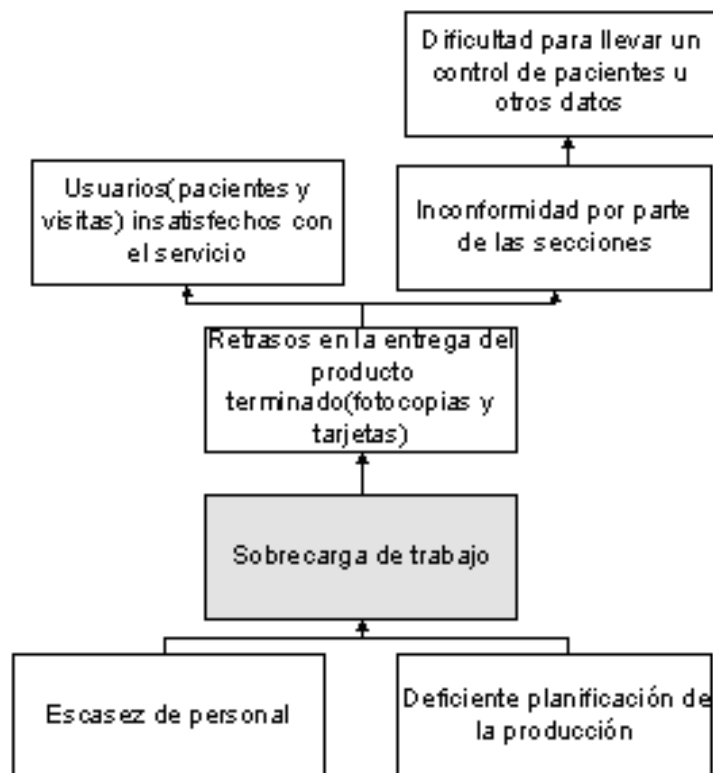 Dificultad para llevar un
control de pacientes u
otros datos
Usuarios(pacientes y
visitas) insatisfechos con
el servicio
Inconformidad por parte
de las secciones
Retrasos en la entrega del
producto
terminado(fotocopias y
tarjetas)
Sobrecarga de trabajo
Escasez de personal
Deficiente planificación de
la producción